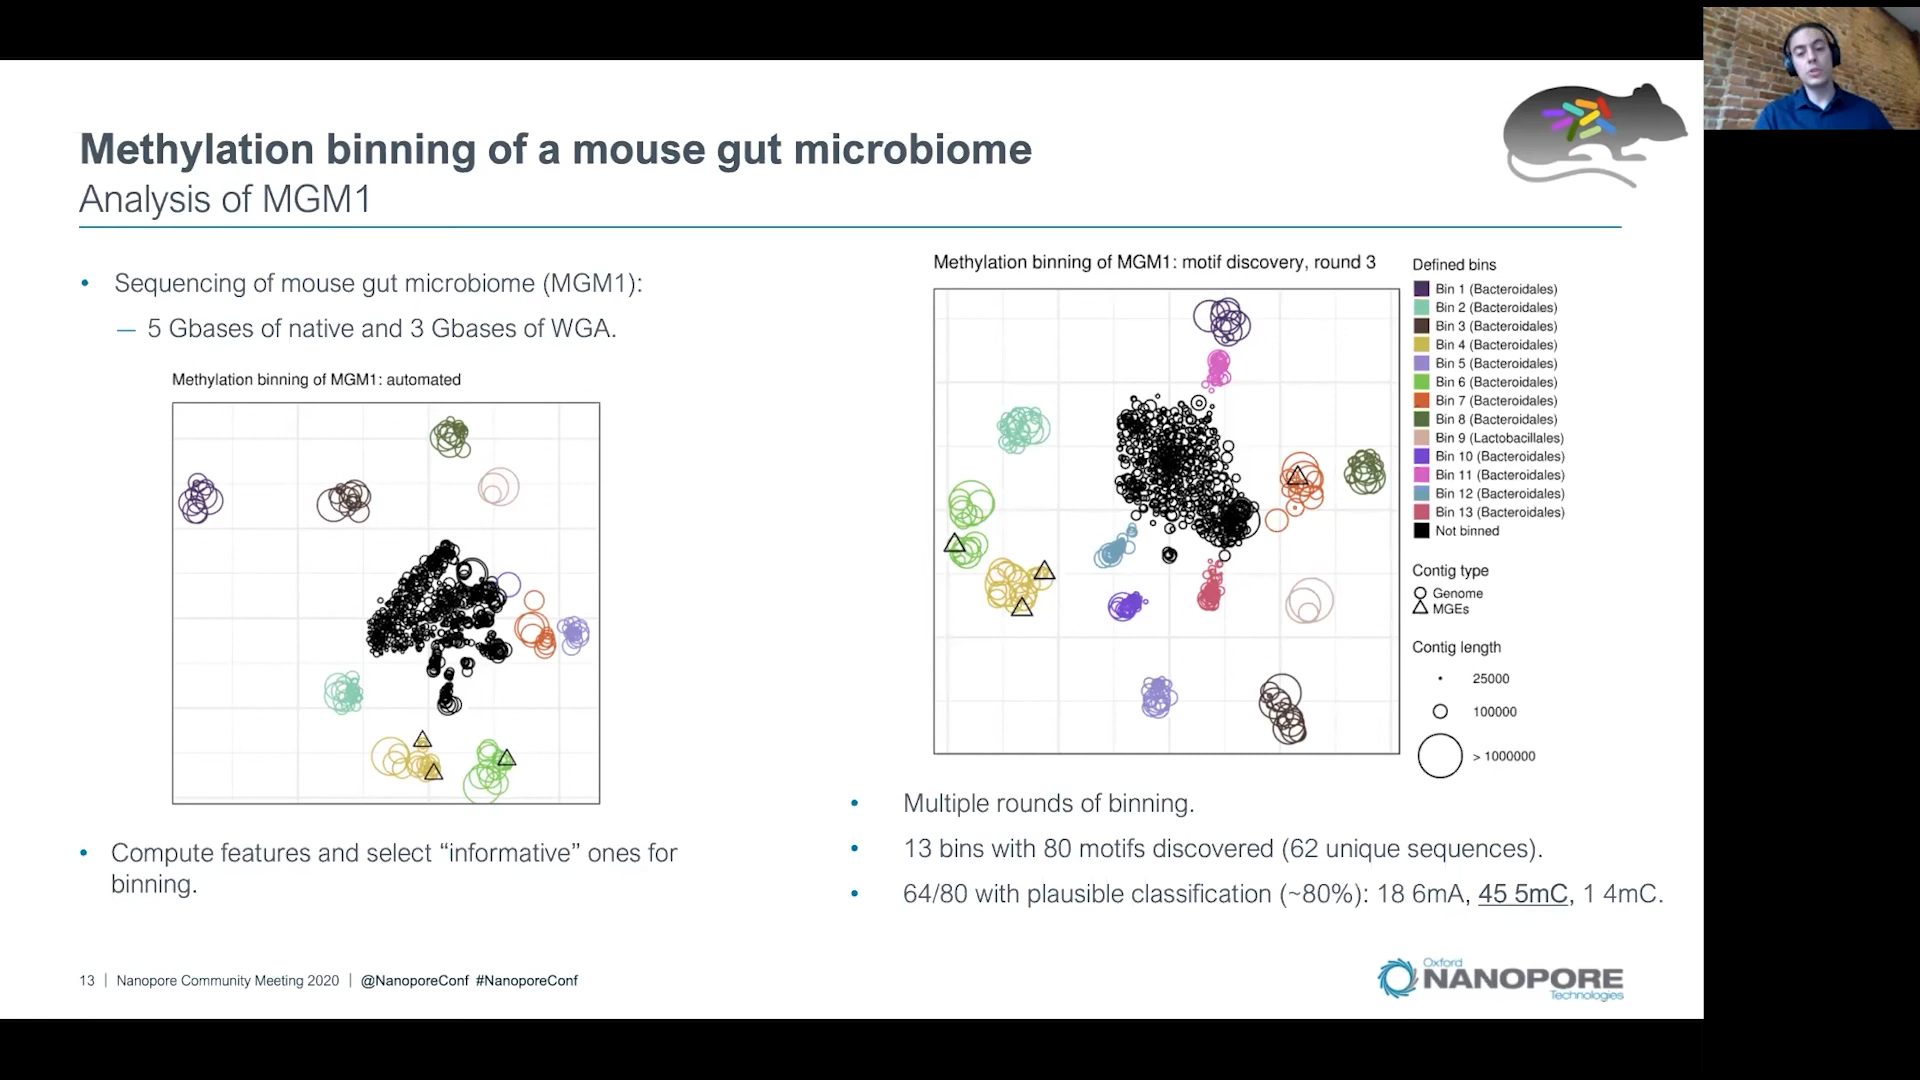 Methylation binning of a mouse gut microbiome
Analysis of MGM1
• Sequencing of mouse gut microbiome (MGM1):
— 5 Gbases of native and 3 Gbases of WGA.
Methylation binning of MGM1: automated
• Compute features and select “informative” ones for
binning.
Methylation binning of MGM1: motif discovery, round 3
Defined bins
Bin 1 (Bacteroidales)
Bin 2 (Bacteroidales)
Bin 3 (Bacteroidales)
Bin 4 (Bacteroidales)
Bin 5 (Bacteroidales)
Bin 6 (Bacteroidales)
Bin 7 (Bacteroidales)
Bin 8 (Bacteroidales)
Bin 9 (Lactobacillales)
Bin 10 (Bacteroidales)
Bin 11 (Bacteroidales)
Bin 12 (Bacteroidales)
Bin 13 (Bacteroidales)
Not binned
Contig type
Genome
MGEs
Contig length
25000
100000
> 1000000
• Multiple rounds of binning.
• 13 bins with 80 motifs discovered (62 unique sequences).
• 64/80 with plausible classification (~80%): 18 6mA, 45 5mC, 1 4mC.
13 | Nanopore Community Meeting 2020 | @NanoporeConf #NanoporeConf
Oxford
NANOPORE
Technologies